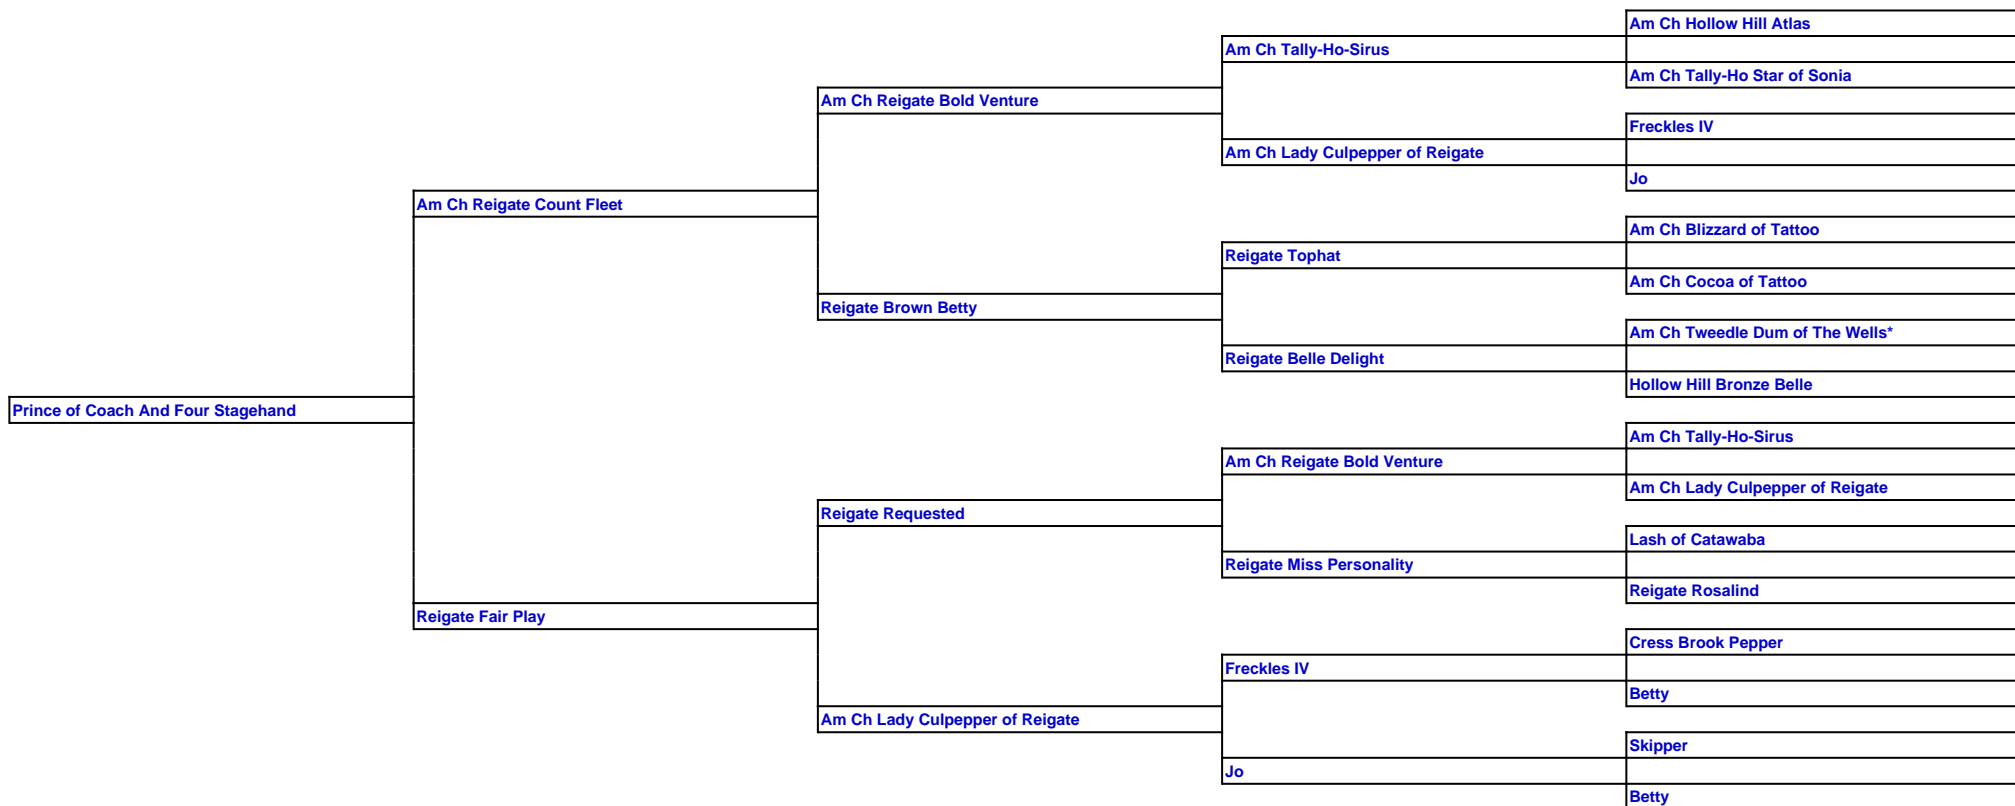 Am Ch Hollow Hill Atlas
Am Ch Tally-Ho-Sirus
Am Ch Tally-Ho Star of Sonia
Am Ch Reigate Bold Venture
Freckles IV
Am Ch Lady Culpepper of Reigate
Jo
Am Ch Reigate Count Fleet
Am Ch Blizzard of Tattoo
Reigate Tophat
Am Ch Cocoa of Tattoo
Reigate Brown Betty
Am Ch Tweedle Dum of The Wells*
Reigate Belle Delight
Hollow Hill Bronze Belle
Prince of Coach And Four Stagehand
Am Ch Tally-Ho-Sirus
Am Ch Reigate Bold Venture
Am Ch Lady Culpepper of Reigate
Reigate Requested
Lash of Catawaba
Reigate Miss Personality
Reigate Rosalind
Reigate Fair Play
Cress Brook Pepper
Freckles IV
Betty
Am Ch Lady Culpepper of Reigate
Skipper
Jo
Betty